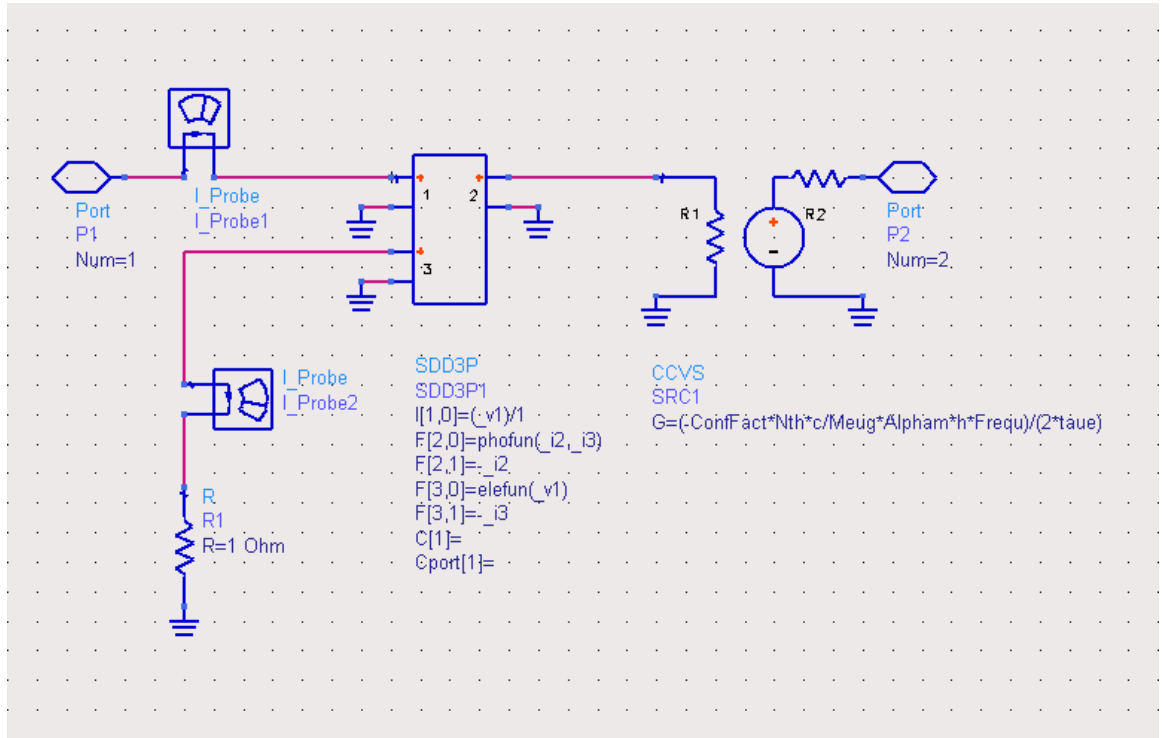 I_Probe
I_Probe1
Port
P1
Num=1
1
2
3
R1
R2
Port
P2
Num=2
I_Probe
I_Probe2
R
R1
R=1 Ohm
SDD3P
SDD3P1
I[1,0]=(_v1)/1
F[2,0]=phofun(_i2,_i3)
F[2,1]=-_i2
F[3,0]=elefun(_v1)
F[3,1]=-_i3
C[1]=
Cport[1]=
CCVS
SRC1
G=(-ConfFact*Nth*c/Meug*Alpham*h*Frequ)/(2*taue)